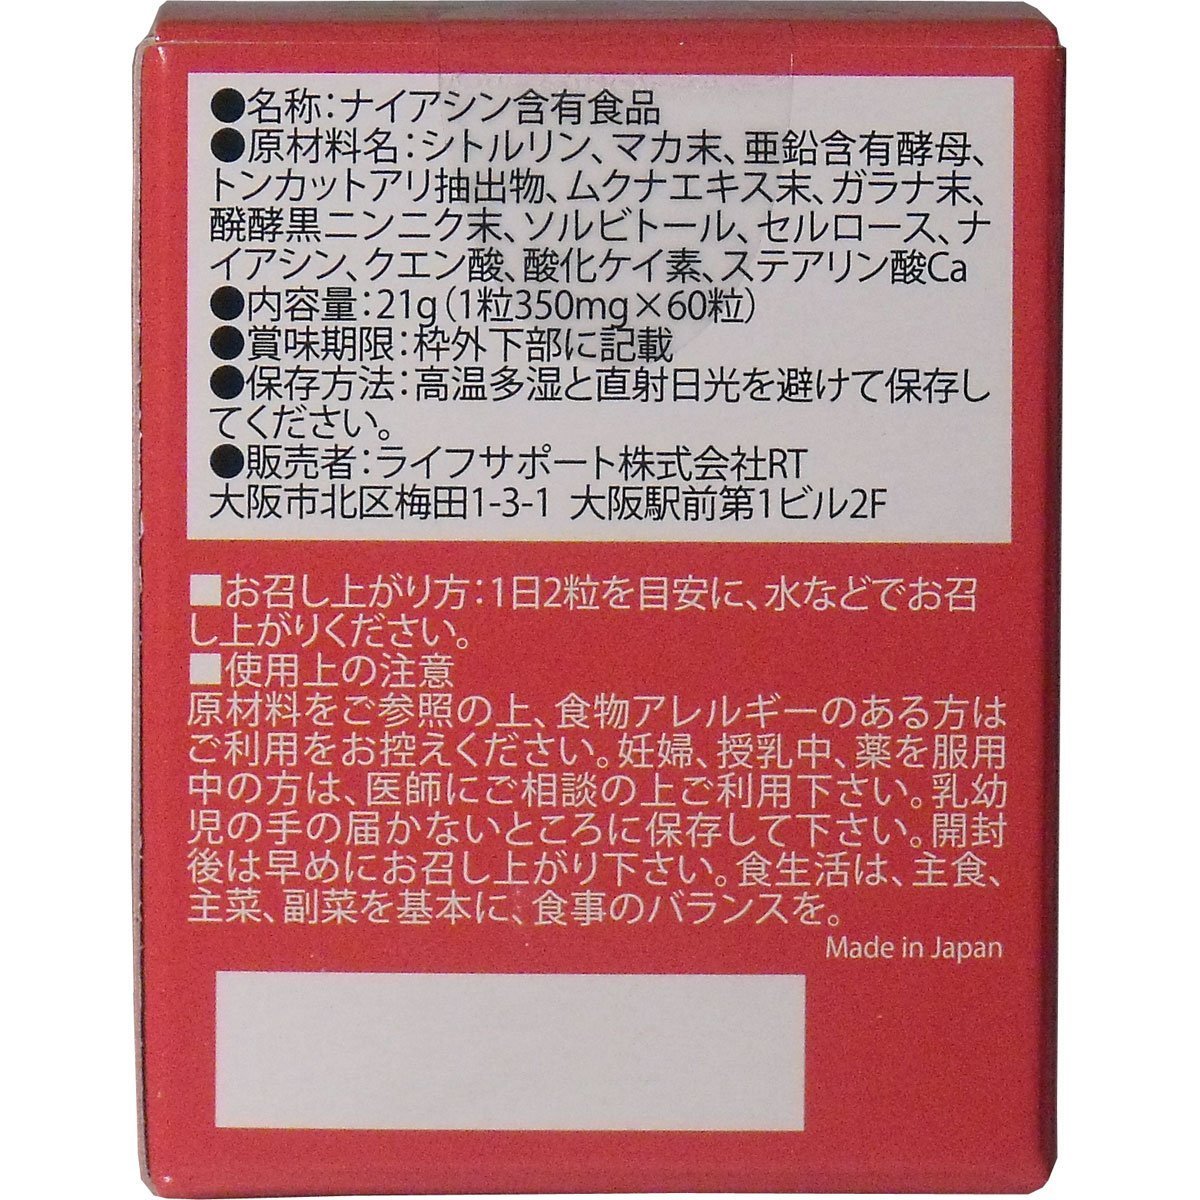 ●名称：ナイアシン含有食品
●原材料名：シトルリン、マカ末、亜鉛含有酵母、
トンカットアリ抽出物、ムクナエキス末、ガラナ末、
醗酵黒ニンニク末、ソルビトール、セルロース、ナ
イアシン、クエン酸、酸化ケイ素、ステアリン酸Ca
●内容量：21g（1粒350mg×60粒）
●賞味期限：枠外下部に記載
●保存方法：高温多湿と直射日光を避けて保存し
てください。
●販売者：ライフサポート株式会社RT
大阪市北区梅田1-3-1 大阪駅前第1ビル2F
■お召し上がり方：1日2粒を目安に、水などでお召
し上がりください。
■使用上の注意
原材料をご参照の上、食物アレルギーのある方は
ご利用をお控えください。妊婦、授乳中、薬を服用
中の方は、医師にご相談の上ご利用下さい。乳幼
児の手の届かないところに保存して下さい。開封
後は早めにお召し上がり下さい。食生活は、主食、
主菜、副菜を基本に、食事のバランスを。
Made in Japan